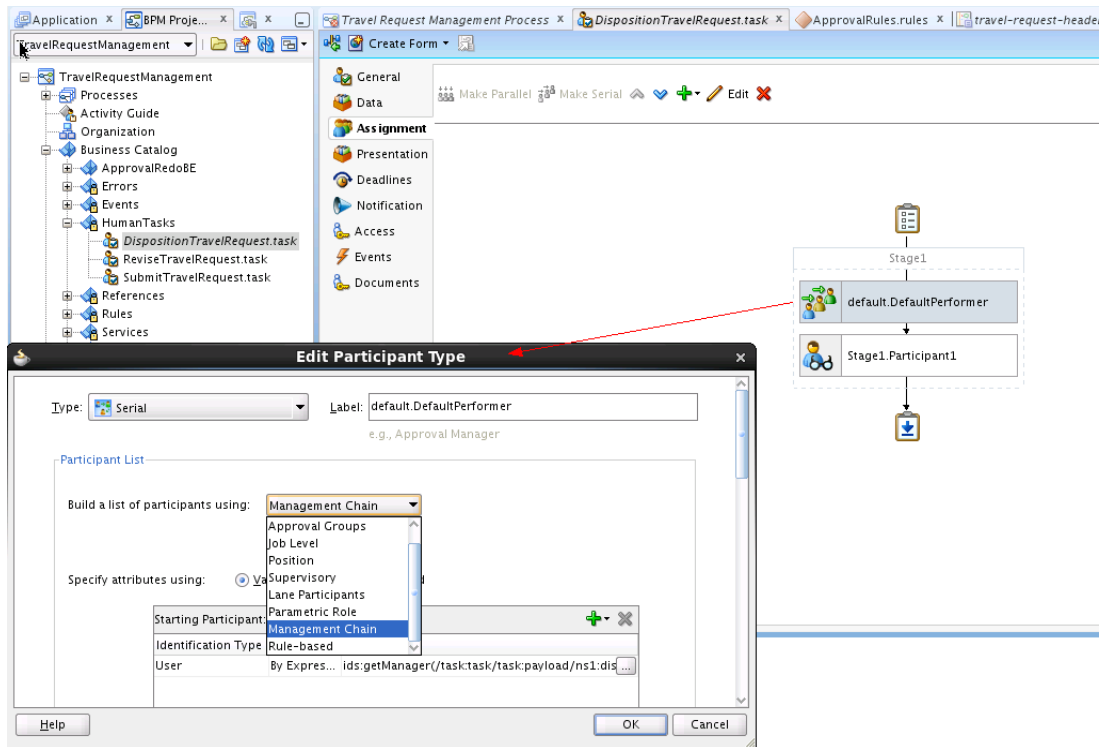 Application x
BPM Proje... x
x
Travel Request Management Process x
DispositionTravelRequest.task x
ApprovalRules.rules x
travel-request-header
TravelRequestManagement
Create Form
TravelRequestManagement
Processes
Activity Guide
Organization
Business Catalog
ApprovalRedoBE
Errors
Events
HumanTasks
DispositionTravelRequest.task
ReviseTravelRequest.task
SubmitTravelRequest.task
References
Rules
Services
General
Data
Assignment
Presentation
Deadlines
Notification
Access
Events
Documents
Make Parallel
Make Serial
Edit
Stage1
default.DefaultPerformer
Stage1.Participant1
Edit Participant Type
Type: Serial
Label: default.DefaultPerformer
e.g., Approval Manager
Participant List
Build a list of participants using: Management Chain
Approval Groups
Job Level
Position
Specify attributes using: Va
Supervisory
Lane Participants
Parametric Role
Management Chain
Rule-based
Starting Participant:
Identification Type
User By Expres... ids:getManager(/task:task/task:payload/ns1:dis ...
Help
OK
Cancel